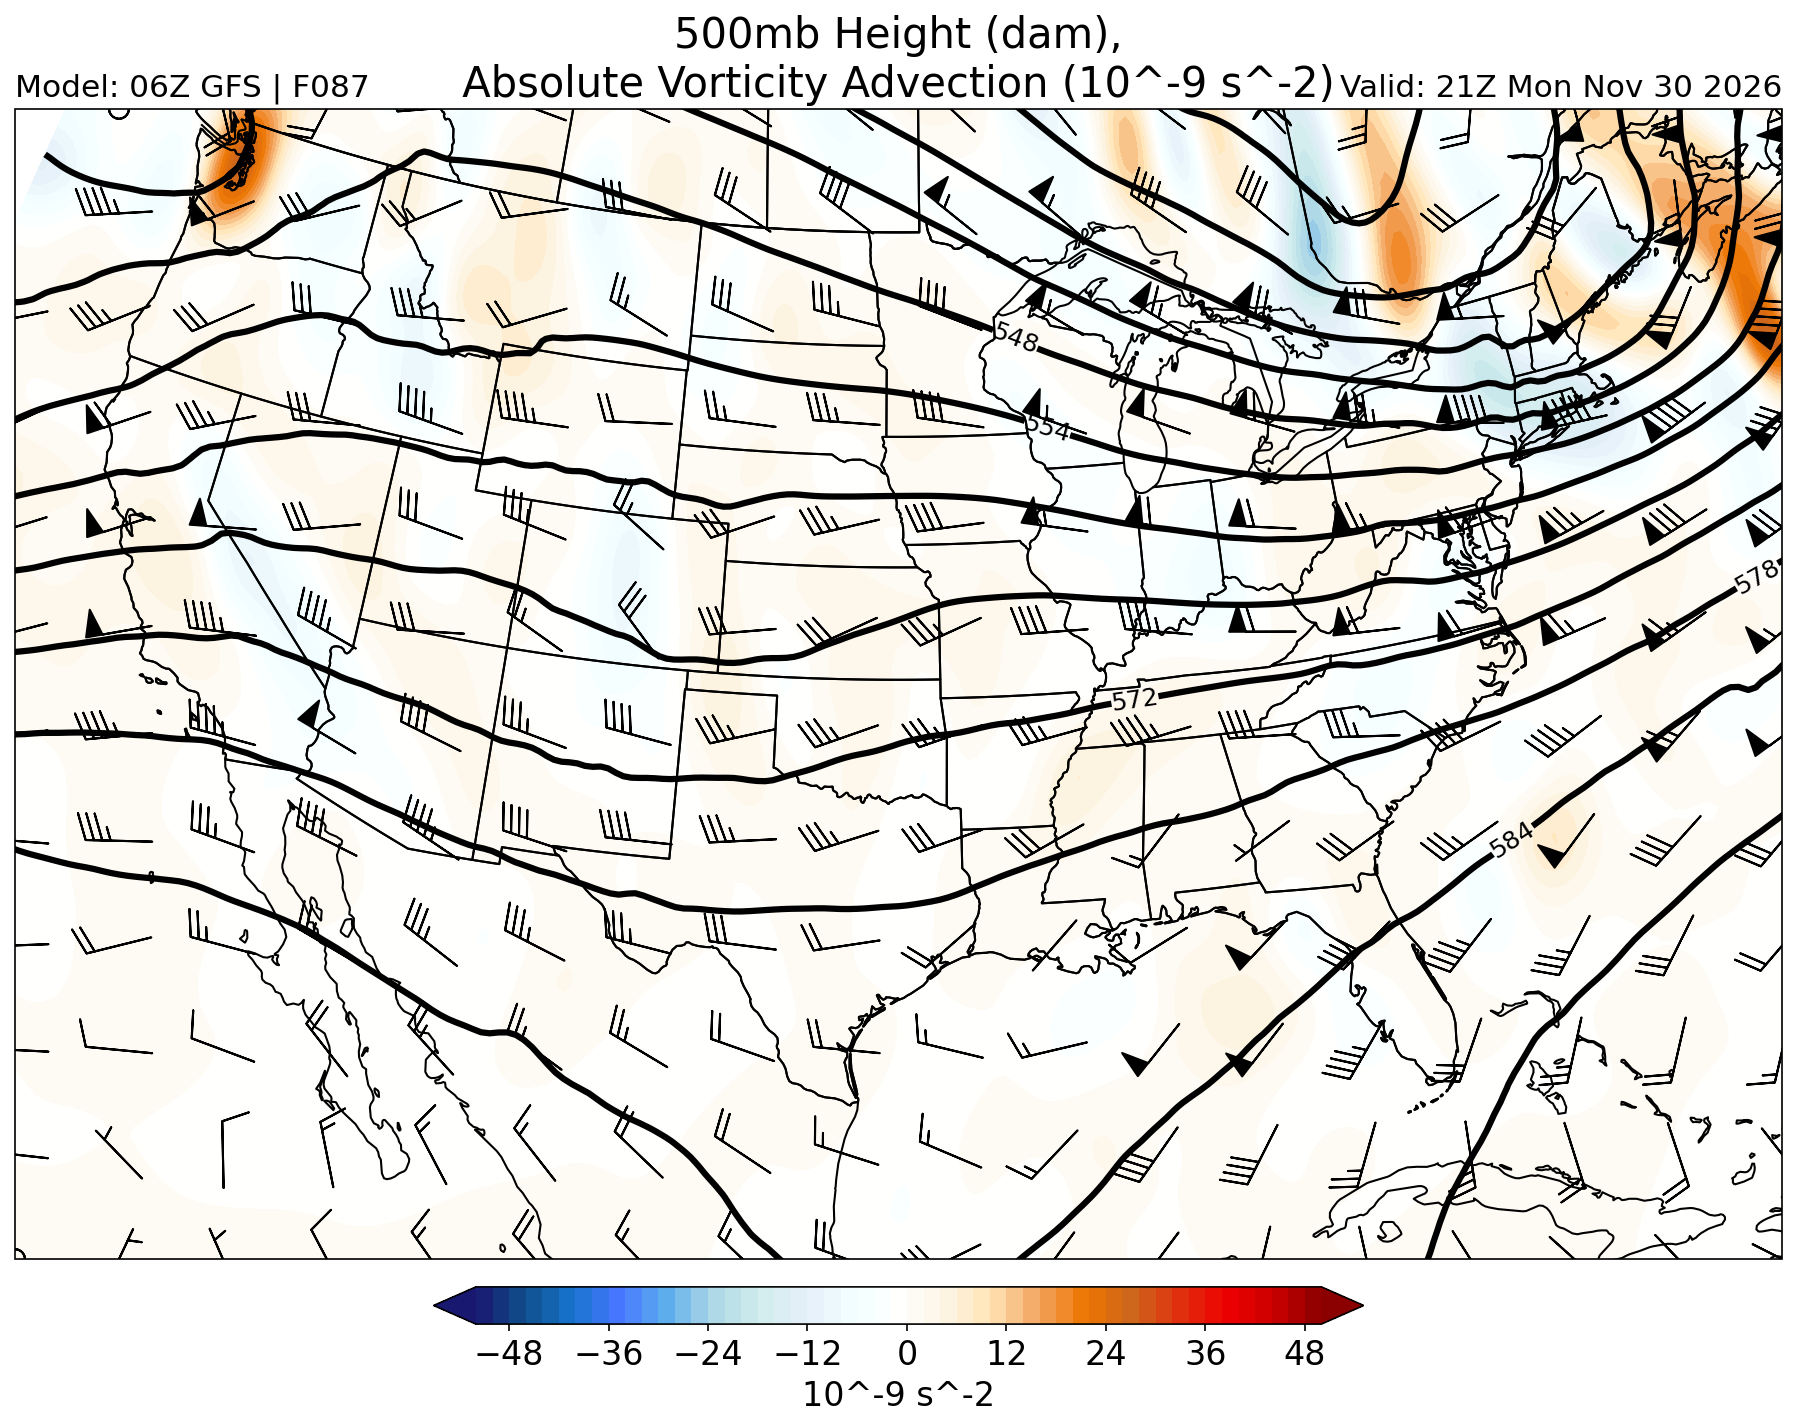 500mb Height (dam),
Model: 06Z GFS | F087
Absolute Vorticity Advection (10^-9 s^-2)
Valid: 21Z Mon Nov 30 2026
548
554
578
572
584
−48 −36 −24 −12 0 12 24 36 48
10^-9 s^-2